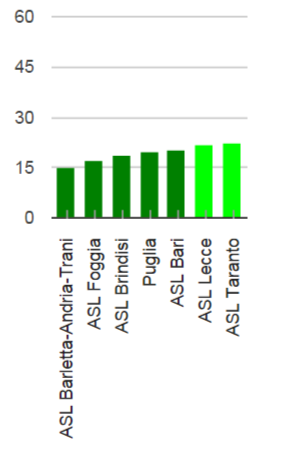 60
45
30
15
0
ASL Barletta-Andria-Trani
ASL Foggia
ASL Brindisi
Puglia
ASL Bari
ASL Lecce
ASL Taranto